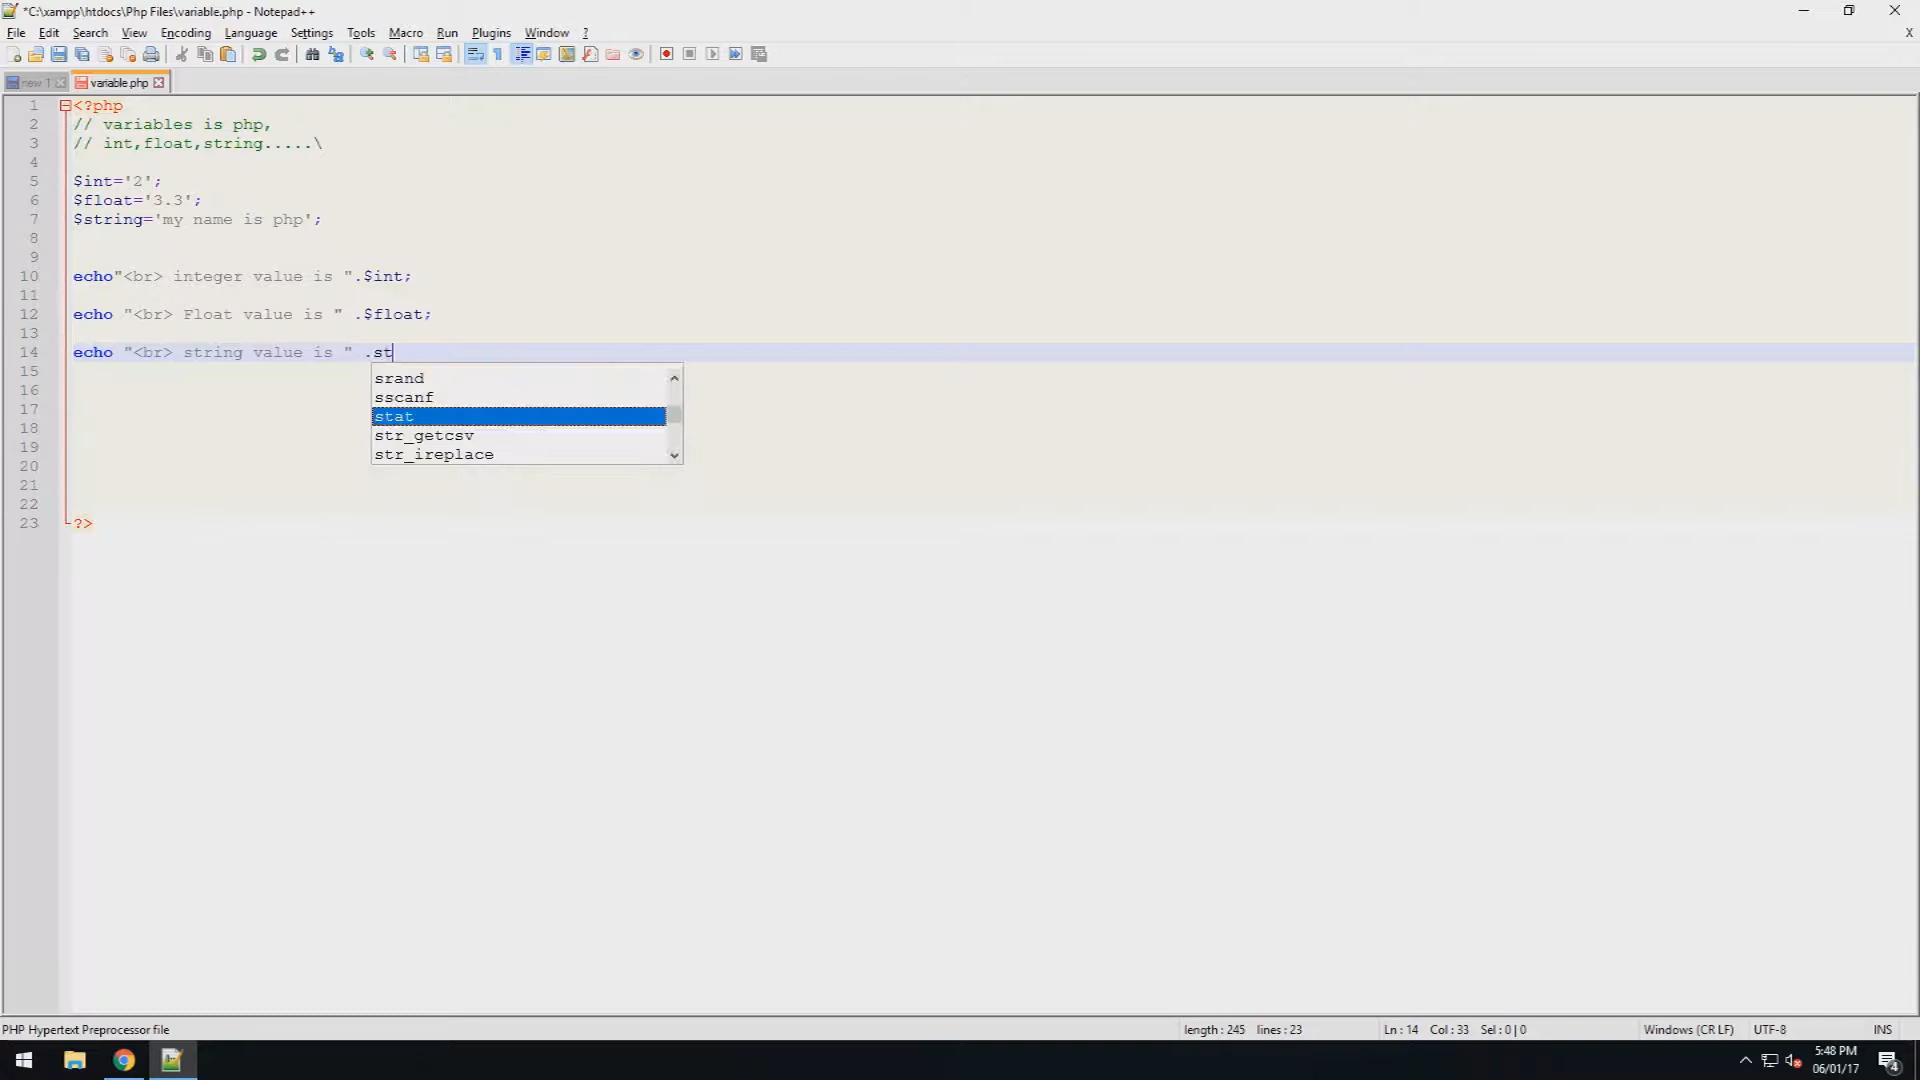 *C:\xampp\htdocs\Php Files\variable.php - Notepad++
File Edit Search View Encoding Language Settings Tools Macro Run Plugins Window ? X
new 1 variable.php
1 <?php
2 // variables is php,
3 // int,float,string.....\
4
5 $int='2';
6 $float='3.3';
7 $string='my name is php';
8
9
10 echo"<br> integer value is ".$int;
11
12 echo "<br> Float value is " .$float;
13
14 echo "<br> string value is " .st
15
srand
16
sscanf
17
stat
18
str_getcsv
19
str_ireplace
20
21
22
23 ?>
PHP Hypertext Preprocessor file length : 245 lines : 23 Ln : 14 Col : 33 Sel : 0 | 0 Windows (CR LF) UTF-8 INS
5:48 PM
06/01/17
4